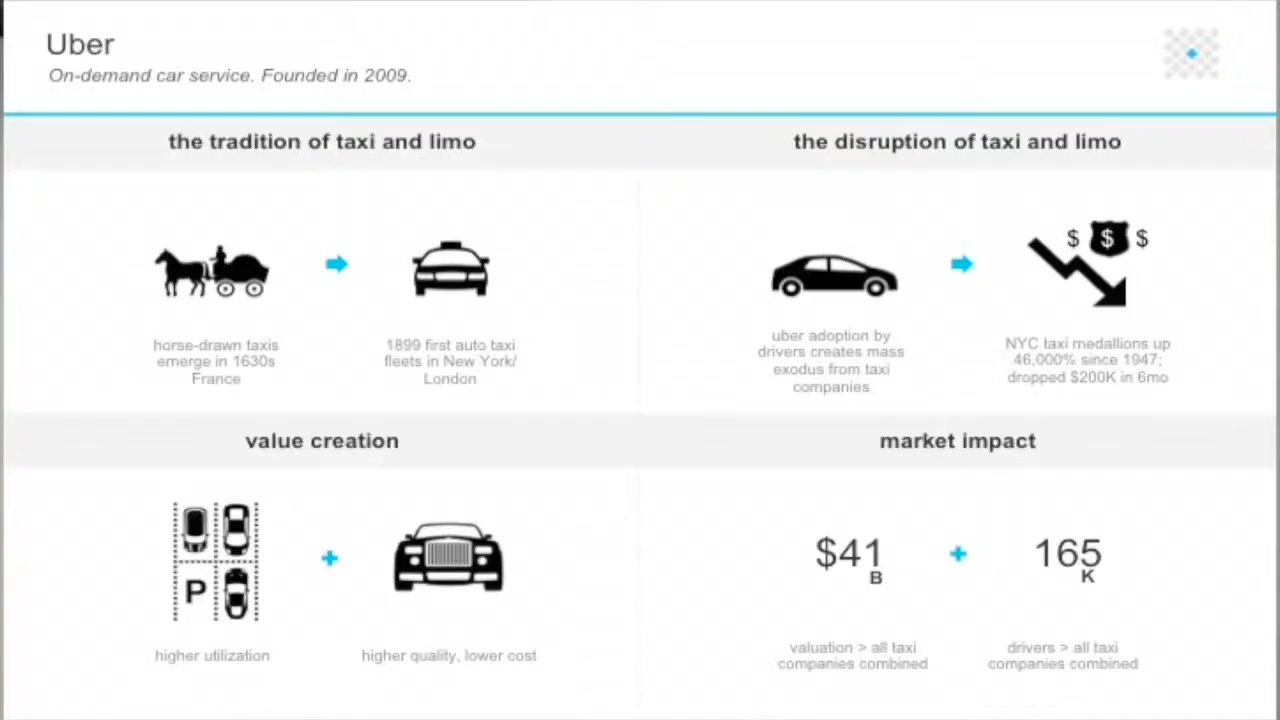 Uber
On-demand car service. Founded in 2009.
the tradition of taxi and limo
the disruption of taxi and limo
$ $ $
horse-drawn taxis
emerge in 1630s
France
1899 first auto taxi
fleets in New York/
London
uber adoption by
drivers creates mass
exodus from taxi
companies
NYC taxi medallions up
46,000% since 1947;
dropped $200K in 6mo
value creation
market impact
P
$41
B
165
K
higher utilization
higher quality, lower cost
valuation > all taxi
companies combined
drivers > all taxi
companies combined